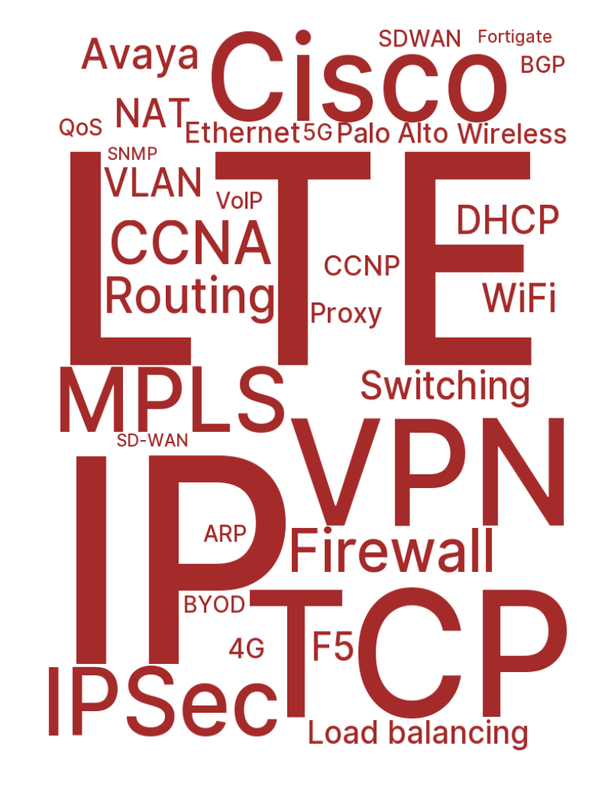 Avaya
Cisco
SDWAN
Fortigate
BGP
QoS
NAT
Ethernet
5G
Palo Alto
Wireless
LTE
SNMP
VLAN
VoIP
CCNA
DHCP
CCNP
Routing
WiFi
Proxy
MPLS
Switching
SD-WAN
VPN
IP
ARP
Firewall
BYOD
TCP
4G
F5
IPSec
Load balancing